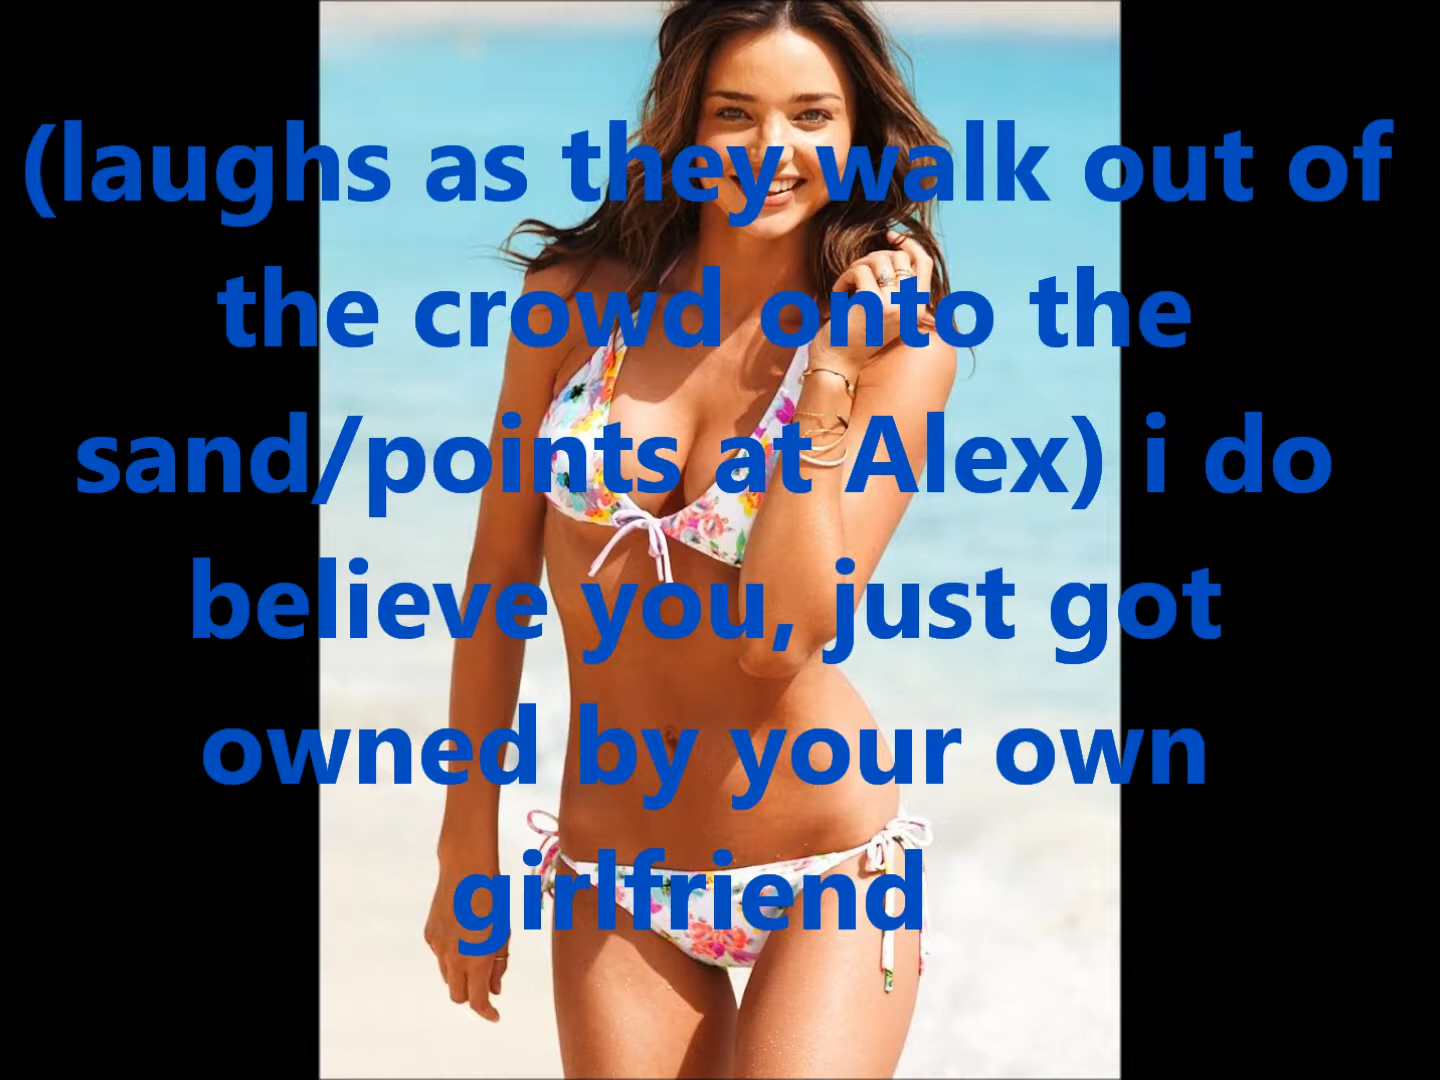 (laughs as they walk out of
the crowd onto the
sand/points at Alex) i do
believe you, just got
owned by your own
girlfriend